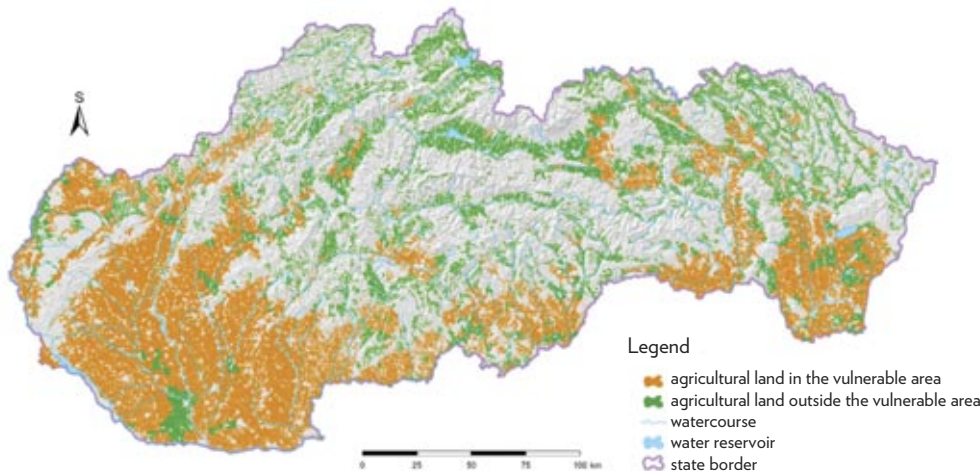 S
Legend
agricultural land in the vulnerable area
agricultural land outside the vulnerable area
watercourse
water reservoir
state border
0 25 50 75 100 km